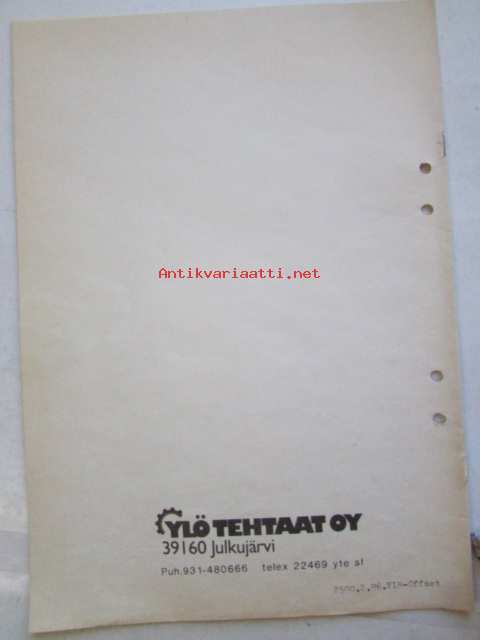 Antikvariaatti.net
YLÖ TEHTAAT OY
39160 Julkujärvi
Puh.931-480666 telex 22469 yte sf